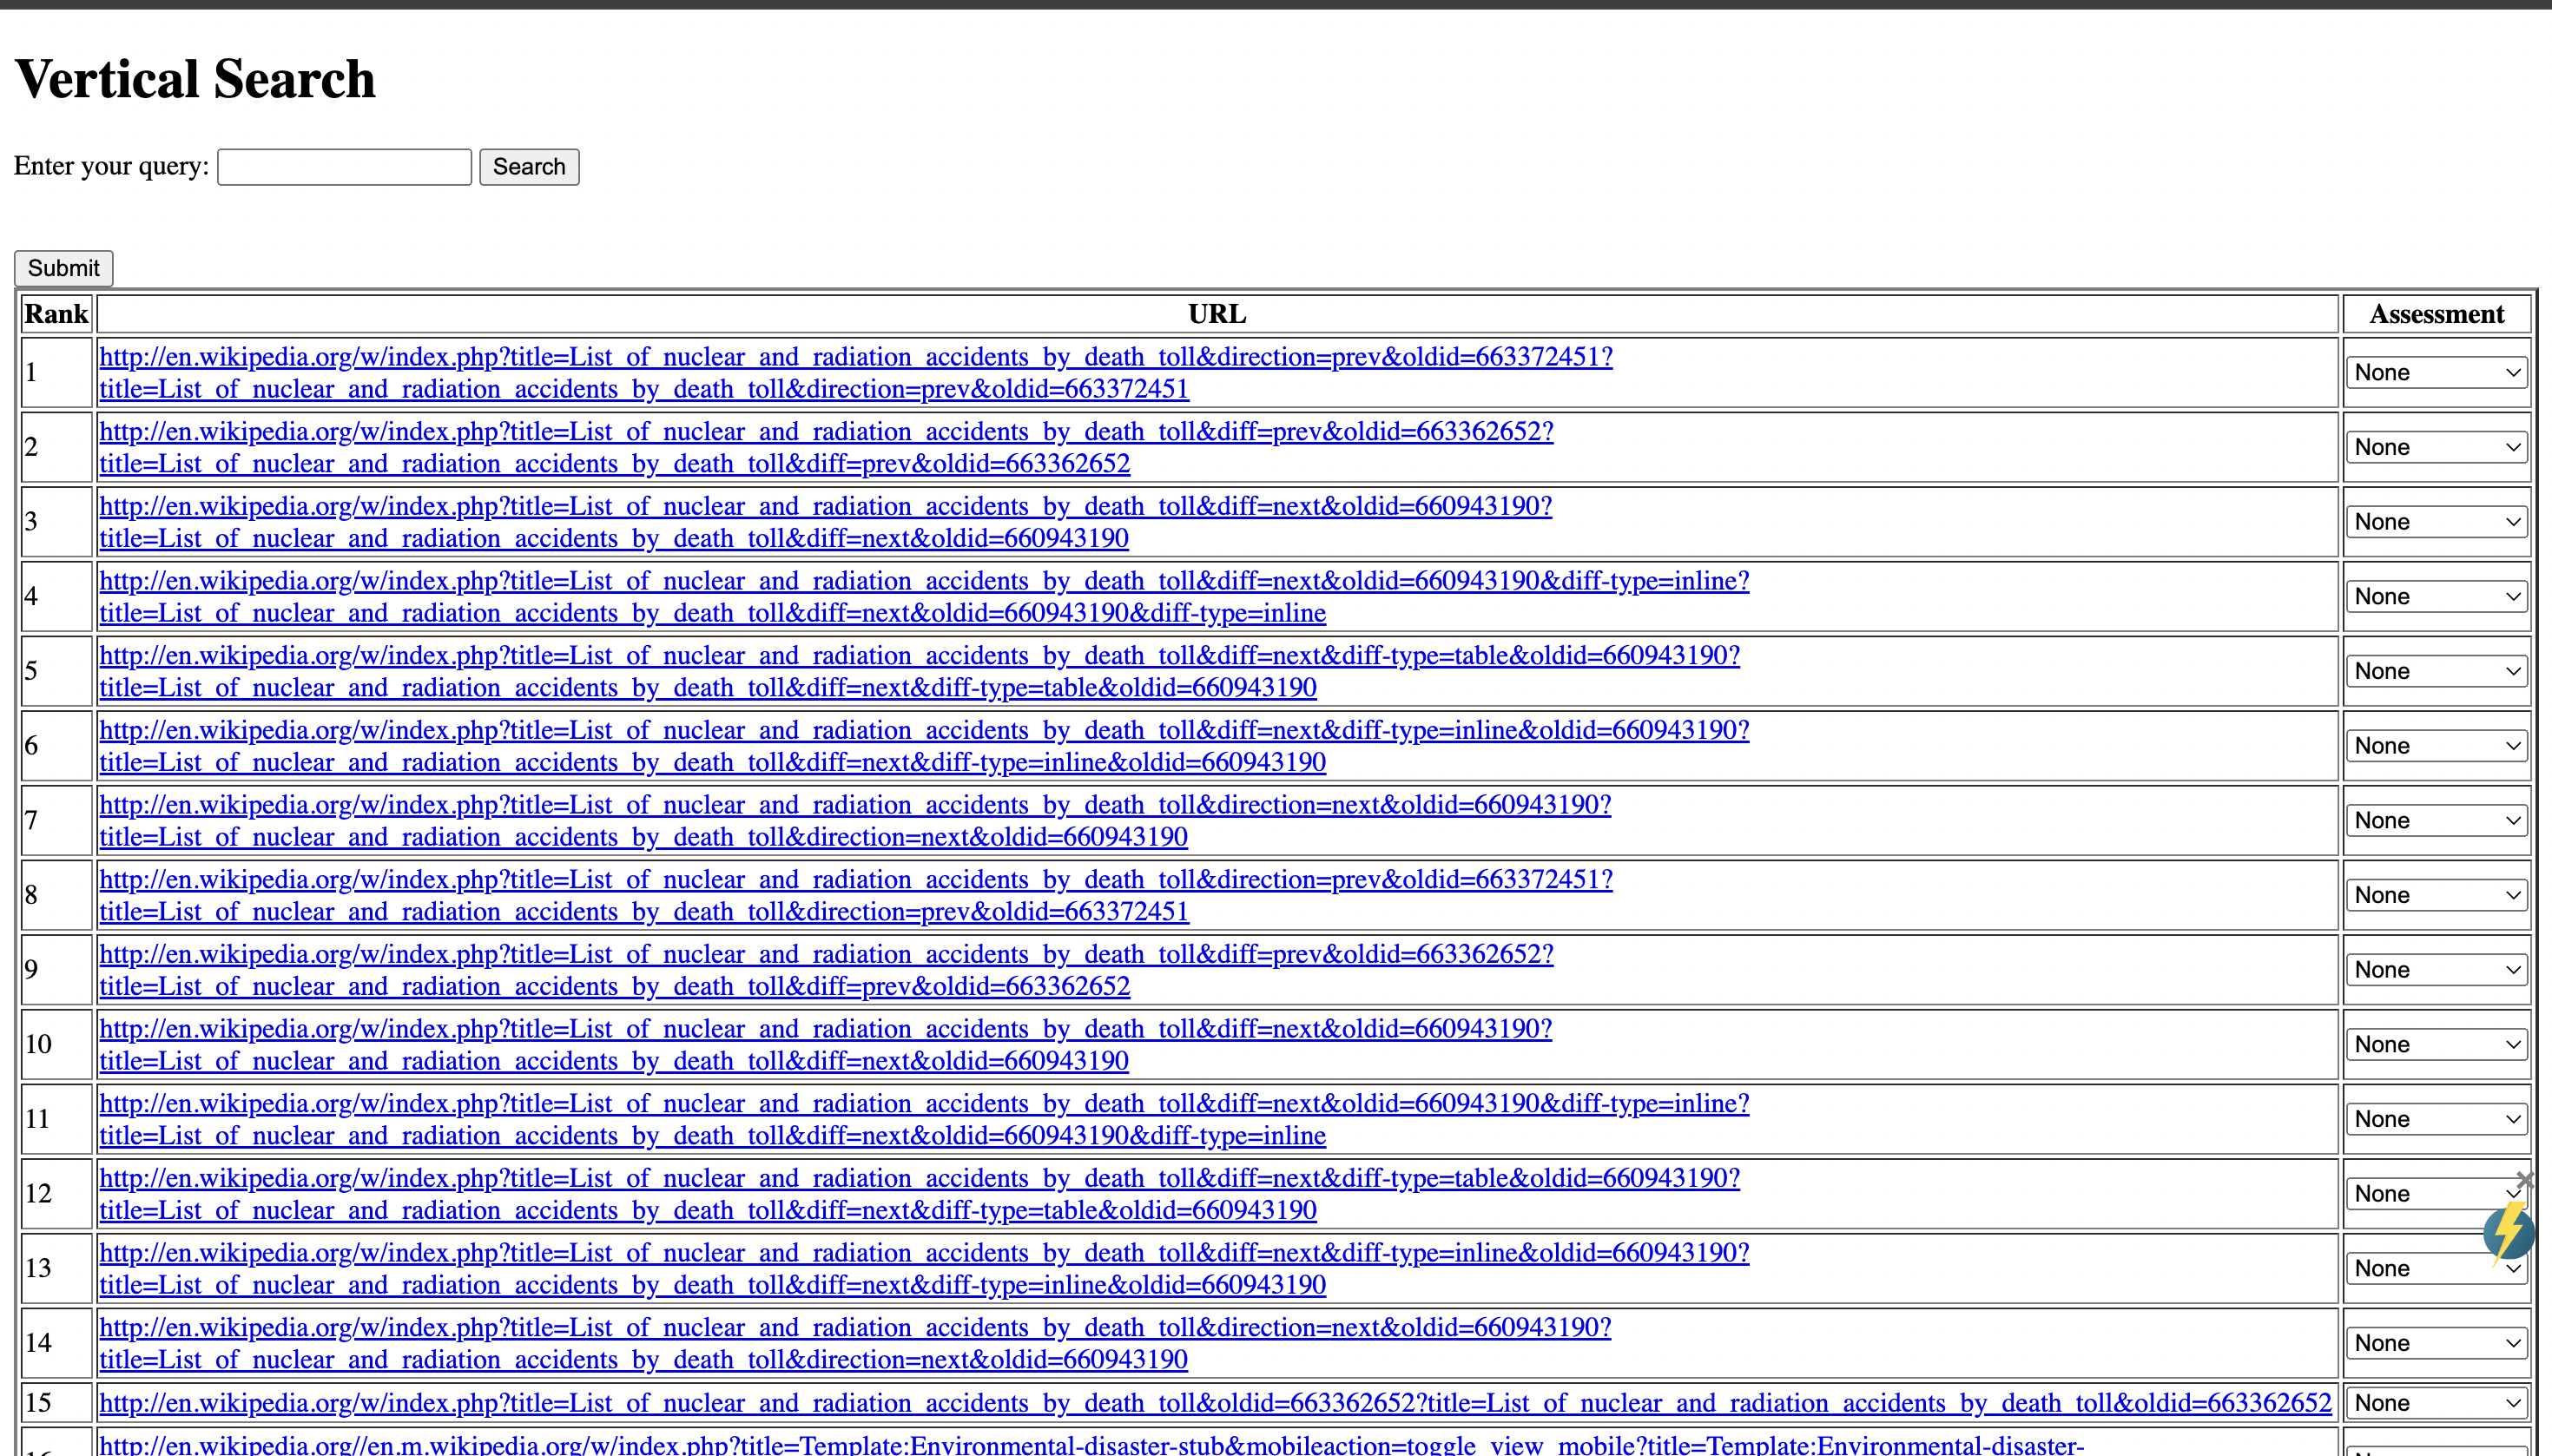 Vertical Search
Enter your query: Search
Submit
Rank URL Assessment
1 http://en.wikipedia.org/w/index.php?title=List_of_nuclear_and_radiation_accidents_by_death_toll&direction=prev&oldid=663372451? None
title=List_of_nuclear_and_radiation_accidents_by_death_toll&direction=prev&oldid=663372451
2 http://en.wikipedia.org/w/index.php?title=List_of_nuclear_and_radiation_accidents_by_death_toll&diff=prev&oldid=663362652? None
title=List_of_nuclear_and_radiation_accidents_by_death_toll&diff=prev&oldid=663362652
3 http://en.wikipedia.org/w/index.php?title=List_of_nuclear_and_radiation_accidents_by_death_toll&diff=next&oldid=660943190? None
title=List_of_nuclear_and_radiation_accidents_by_death_toll&diff=next&oldid=660943190
4 http://en.wikipedia.org/w/index.php?title=List_of_nuclear_and_radiation_accidents_by_death_toll&diff=next&oldid=660943190&diff-type=inline? None
title=List_of_nuclear_and_radiation_accidents_by_death_toll&diff=next&oldid=660943190&diff-type=inline
5 http://en.wikipedia.org/w/index.php?title=List_of_nuclear_and_radiation_accidents_by_death_toll&diff=next&diff-type=table&oldid=660943190? None
title=List_of_nuclear_and_radiation_accidents_by_death_toll&diff=next&diff-type=table&oldid=660943190
6 http://en.wikipedia.org/w/index.php?title=List_of_nuclear_and_radiation_accidents_by_death_toll&diff=next&diff-type=inline&oldid=660943190? None
title=List_of_nuclear_and_radiation_accidents_by_death_toll&diff=next&diff-type=inline&oldid=660943190
7 http://en.wikipedia.org/w/index.php?title=List_of_nuclear_and_radiation_accidents_by_death_toll&direction=next&oldid=660943190? None
title=List_of_nuclear_and_radiation_accidents_by_death_toll&direction=next&oldid=660943190
8 http://en.wikipedia.org/w/index.php?title=List_of_nuclear_and_radiation_accidents_by_death_toll&direction=prev&oldid=663372451? None
title=List_of_nuclear_and_radiation_accidents_by_death_toll&direction=prev&oldid=663372451
9 http://en.wikipedia.org/w/index.php?title=List_of_nuclear_and_radiation_accidents_by_death_toll&diff=prev&oldid=663362652? None
title=List_of_nuclear_and_radiation_accidents_by_death_toll&diff=prev&oldid=663362652
10 http://en.wikipedia.org/w/index.php?title=List_of_nuclear_and_radiation_accidents_by_death_toll&diff=next&oldid=660943190? None
title=List_of_nuclear_and_radiation_accidents_by_death_toll&diff=next&oldid=660943190
11 http://en.wikipedia.org/w/index.php?title=List_of_nuclear_and_radiation_accidents_by_death_toll&diff=next&oldid=660943190&diff-type=inline? None
title=List_of_nuclear_and_radiation_accidents_by_death_toll&diff=next&oldid=660943190&diff-type=inline
12 http://en.wikipedia.org/w/index.php?title=List_of_nuclear_and_radiation_accidents_by_death_toll&diff=next&diff-type=table&oldid=660943190? None
title=List_of_nuclear_and_radiation_accidents_by_death_toll&diff=next&diff-type=table&oldid=660943190
13 http://en.wikipedia.org/w/index.php?title=List_of_nuclear_and_radiation_accidents_by_death_toll&diff=next&diff-type=inline&oldid=660943190? None
title=List_of_nuclear_and_radiation_accidents_by_death_toll&diff=next&diff-type=inline&oldid=660943190
14 http://en.wikipedia.org/w/index.php?title=List_of_nuclear_and_radiation_accidents_by_death_toll&direction=next&oldid=660943190? None
title=List_of_nuclear_and_radiation_accidents_by_death_toll&direction=next&oldid=660943190
15 http://en.wikipedia.org/w/index.php?title=List_of_nuclear_and_radiation_accidents_by_death_toll&oldid=663362652?title=List_of_nuclear_and_radiation_accidents_by_death_toll&oldid=663362652 None
http://en.wikipedia.org//en.m.wikipedia.org/w/index.php?title=Template:Environmental-disaster-stub&mobileaction=toggle_view_mobile?title=Template:Environmental-disaster-